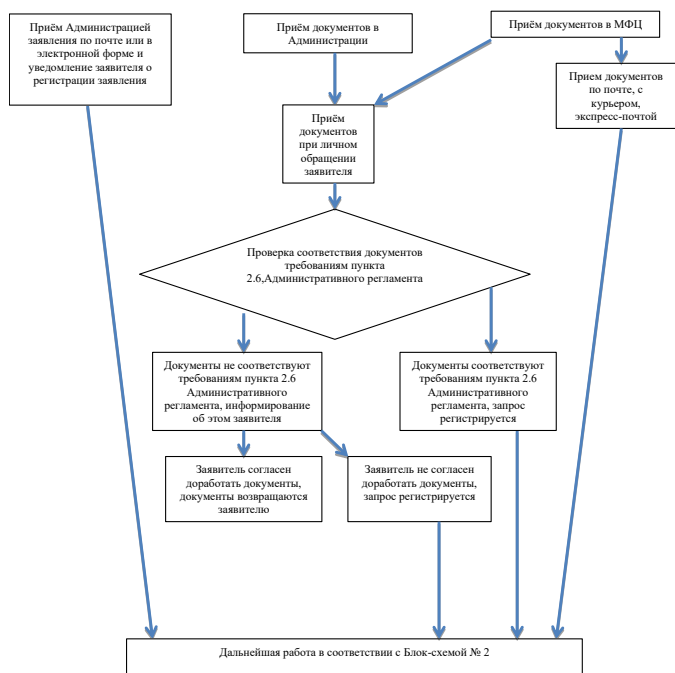 Приём Администрацией
заявления по почте или в
электронной форме и
уведомление заявителя о
регистрации заявления
Приём документов в
Администрации
Приём документов в МФЦ
Прием документов
по почте, с
курьером,
экспресс-почтой
Приём
документов
при личном
обращении
заявителя
Проверка соответствия документов
требованиям пункта
2.6,Административного регламента
Документы не соответствуют
требованиям пункта 2.6
Административного
регламента, информирование
об этом заявителя
Документы соответствуют
требованиям пункта 2.6
Административного
регламента, запрос
регистрируется
Заявитель согласен
доработать документы,
документы возвращаются
заявителю
Заявитель не согласен
доработать документы,
запрос регистрируется
Дальнейшая работа в соответствии с Блок-схемой № 2